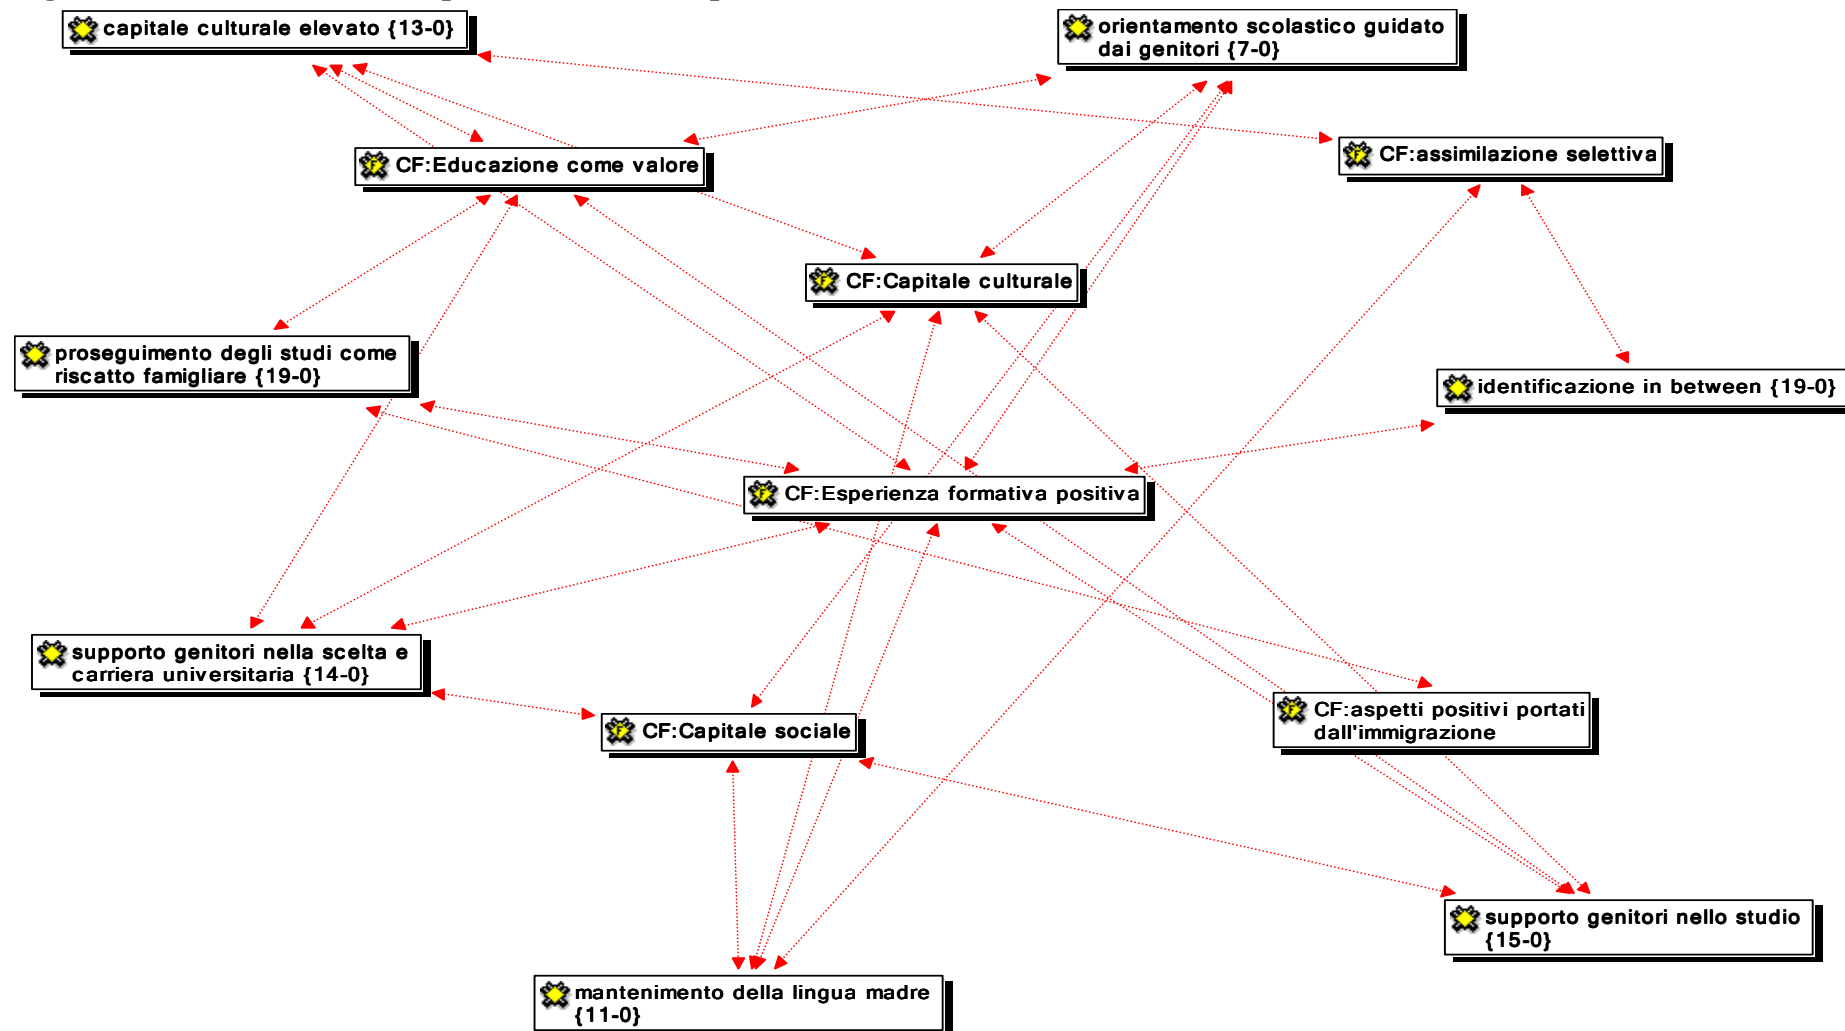 capitale culturale elevato {13-0}
orientamento scolastico guidato
dai genitori {7-0}
CF:Educazione come valore
CF:assimilazione selettiva
CF:Capitale culturale
proseguimento degli studi come
riscatto famigliare {19-0}
identificazione in between {19-0}
CF:Esperienza formativa positiva
supporto genitori nella scelta e
carriera universitaria {14-0}
CF:Capitale sociale
CF:aspetti positivi portati
dall'immigrazione
supporto genitori nello studio
{15-0}
mantenimento della lingua madre
{11-0}